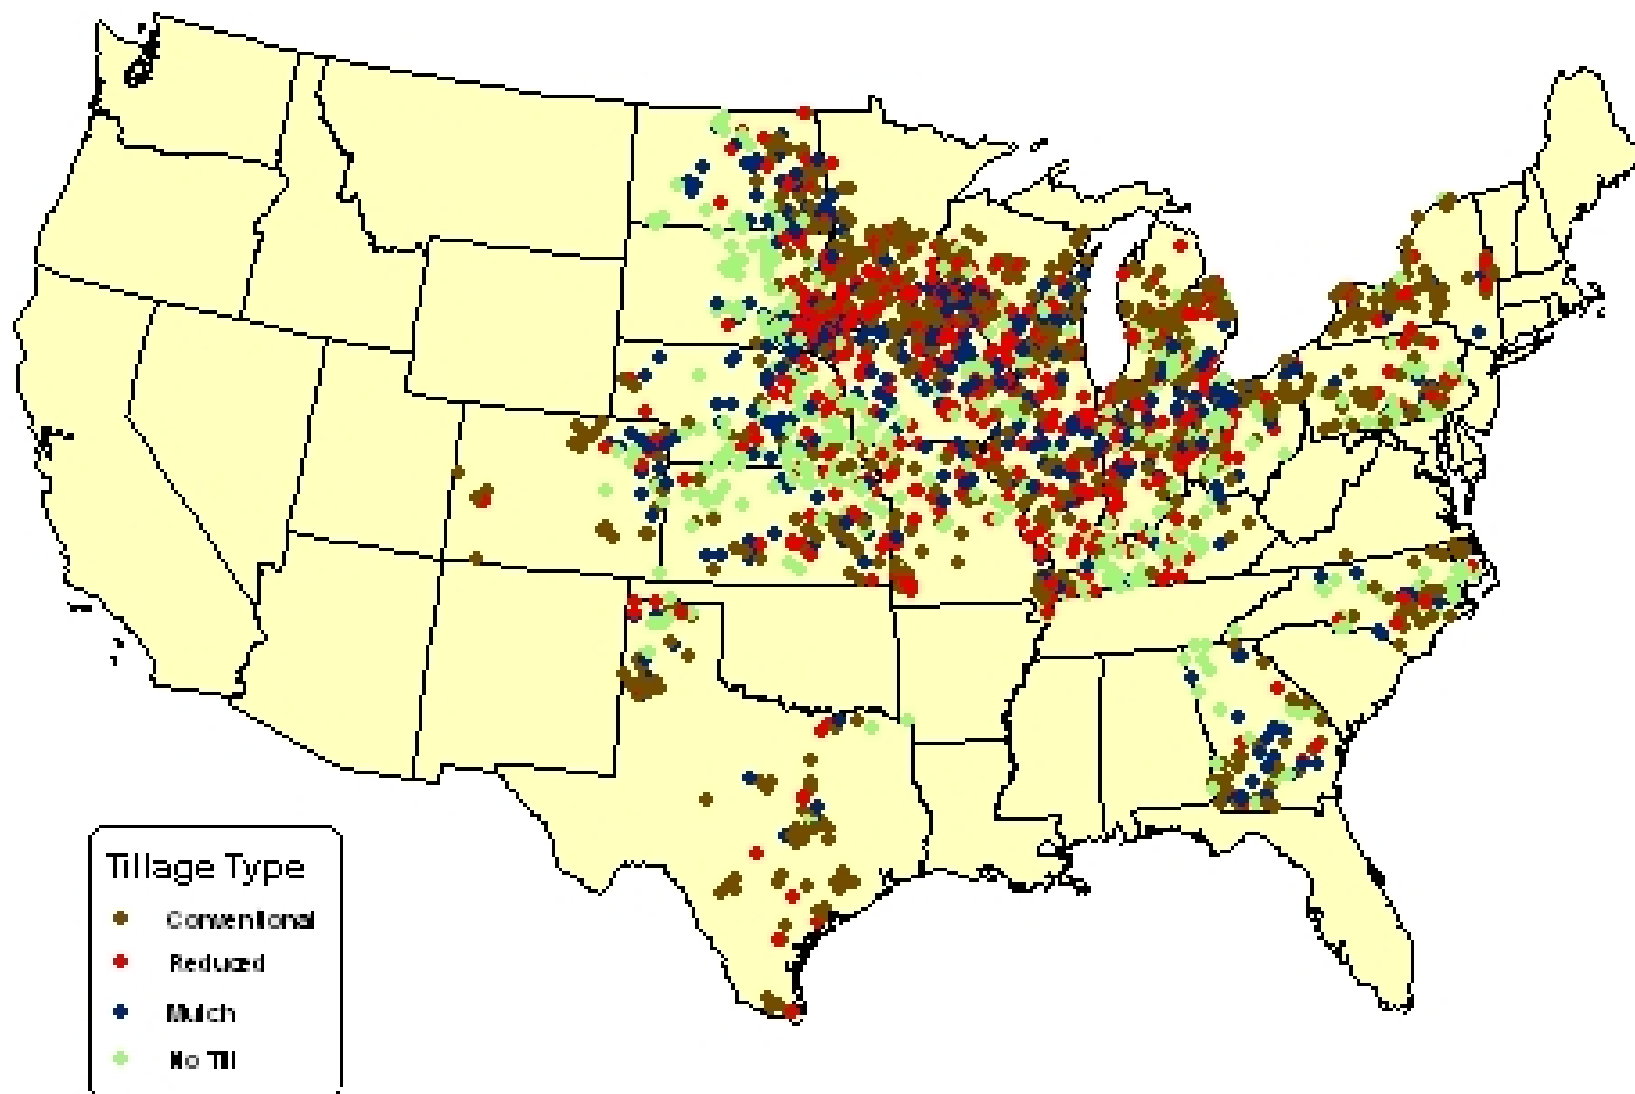 Tillage Type
Conventional
Reduced
Mulch
No Till